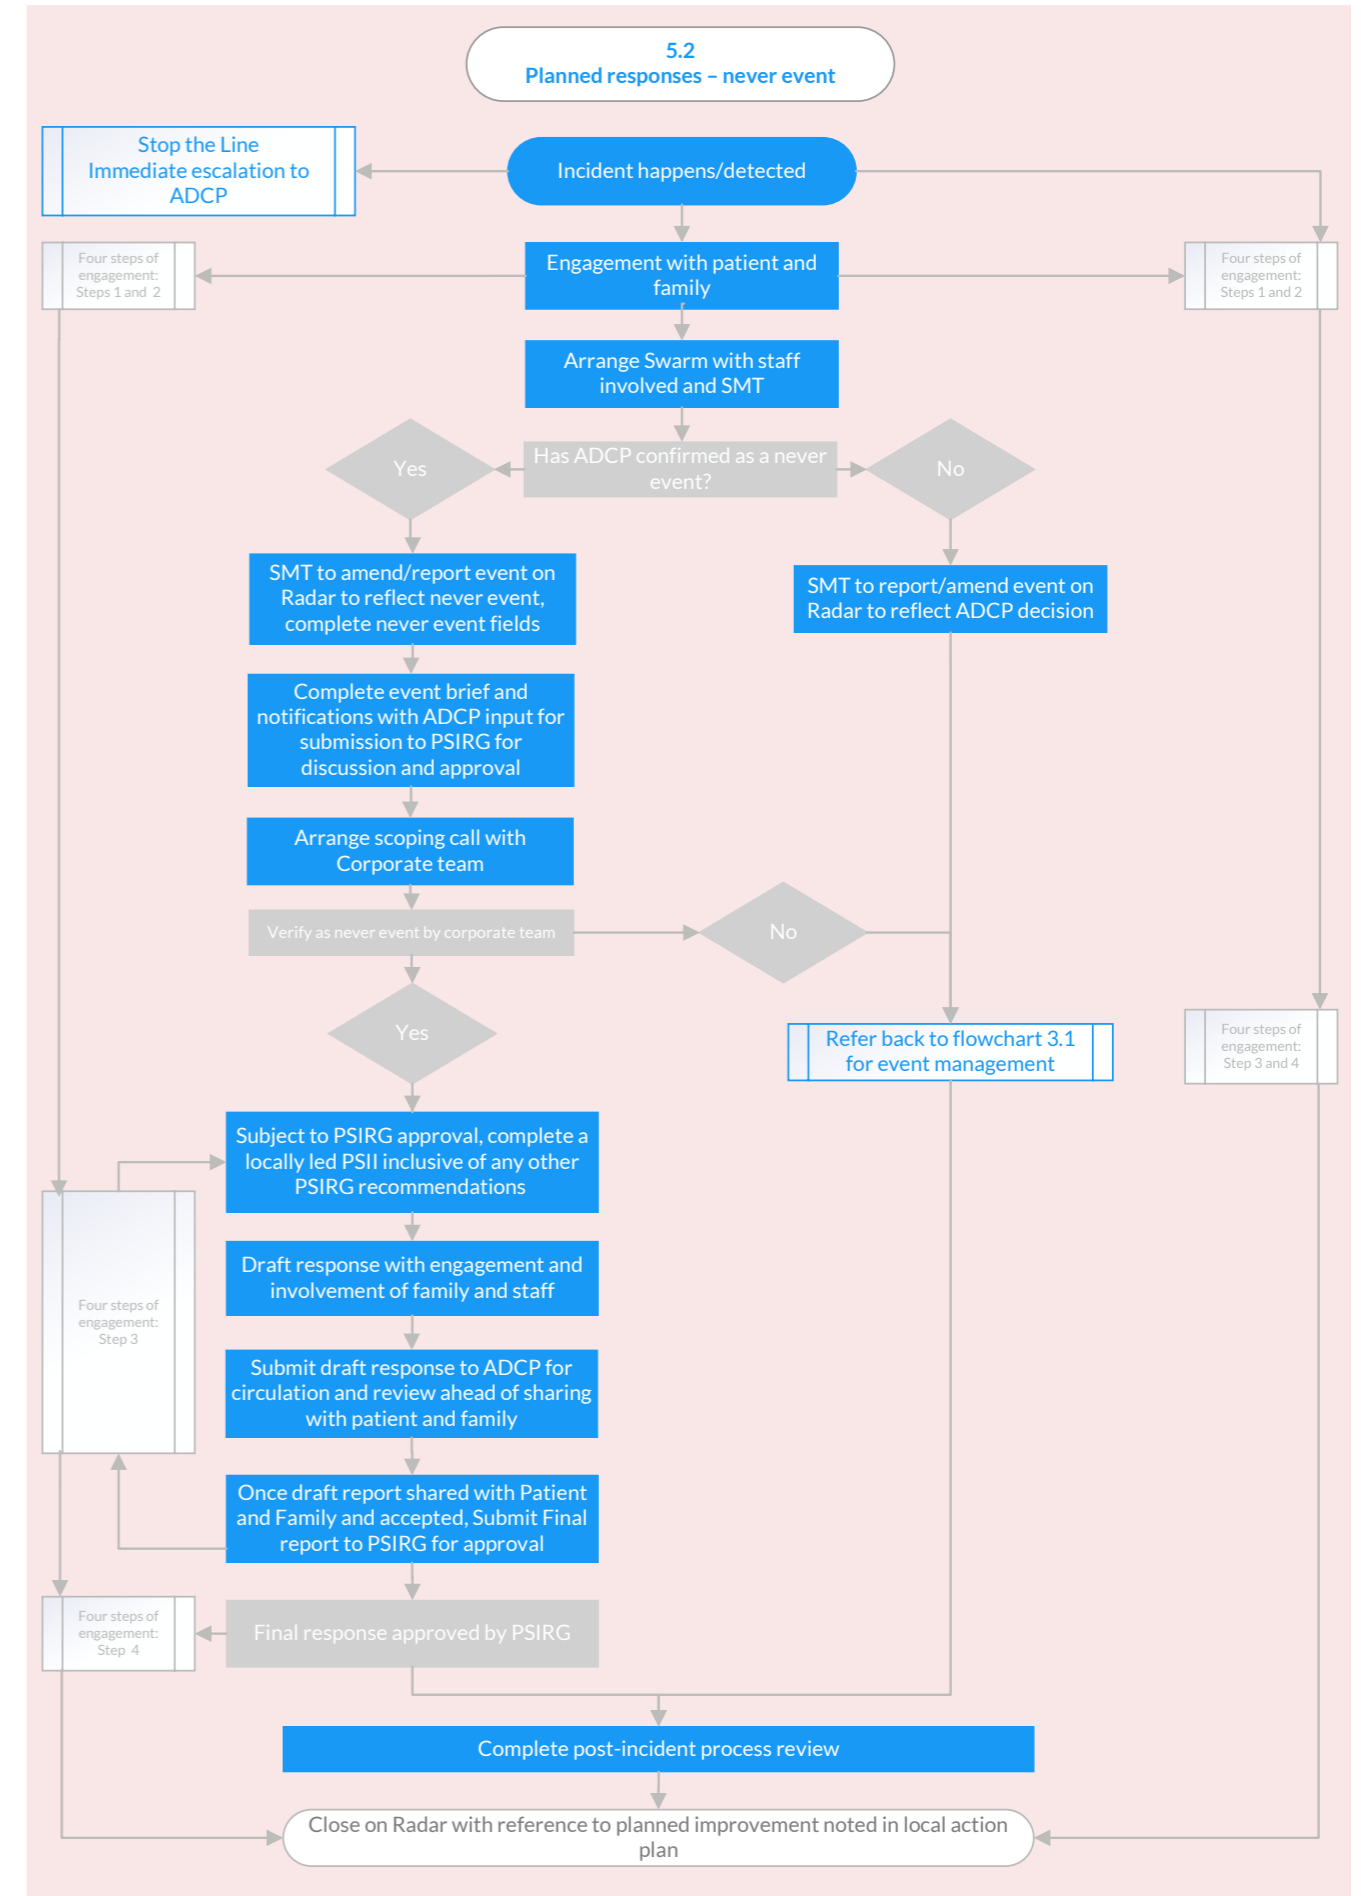 5.2
Planned responses – never event
Stop the Line
Immediate escalation to
ADCP
Incident happens/detected
Four steps of
engagement:
Steps 1 and  2
Engagement with patient and
family
Four steps of
engagement:
Steps 1 and 2
Arrange Swarm with staff
involved and SMT
Yes
Has ADCP confirmed as a never
event?
No
SMT to amend/report event on
Radar to reflect never event,
complete never event fields
SMT to report/amend event on
Radar to reflect ADCP decision
Complete event brief and
notifications with ADCP input for
submission to PSIRG for
discussion and approval
Arrange scoping call with
Corporate team
Verify as never event by corporate team
No
Yes
Refer back to flowchart 3.1
for event management
Four steps of
engagement:
Step 3 and 4
Subject to PSIRG approval, complete a
locally led PSII inclusive of any other
PSIRG recommendations
Draft response with engagement and
involvement of family and staff
Four steps of
engagement:
Step 3
Submit draft response to ADCP for
circulation and review ahead of sharing
with patient and family
Once draft report shared with Patient
and Family and accepted, Submit Final
report to PSIRG for approval
Four steps of
engagement:
Step  4
Final response approved by PSIRG
Complete post-incident process review
Close on Radar with reference to planned improvement noted in local action
plan